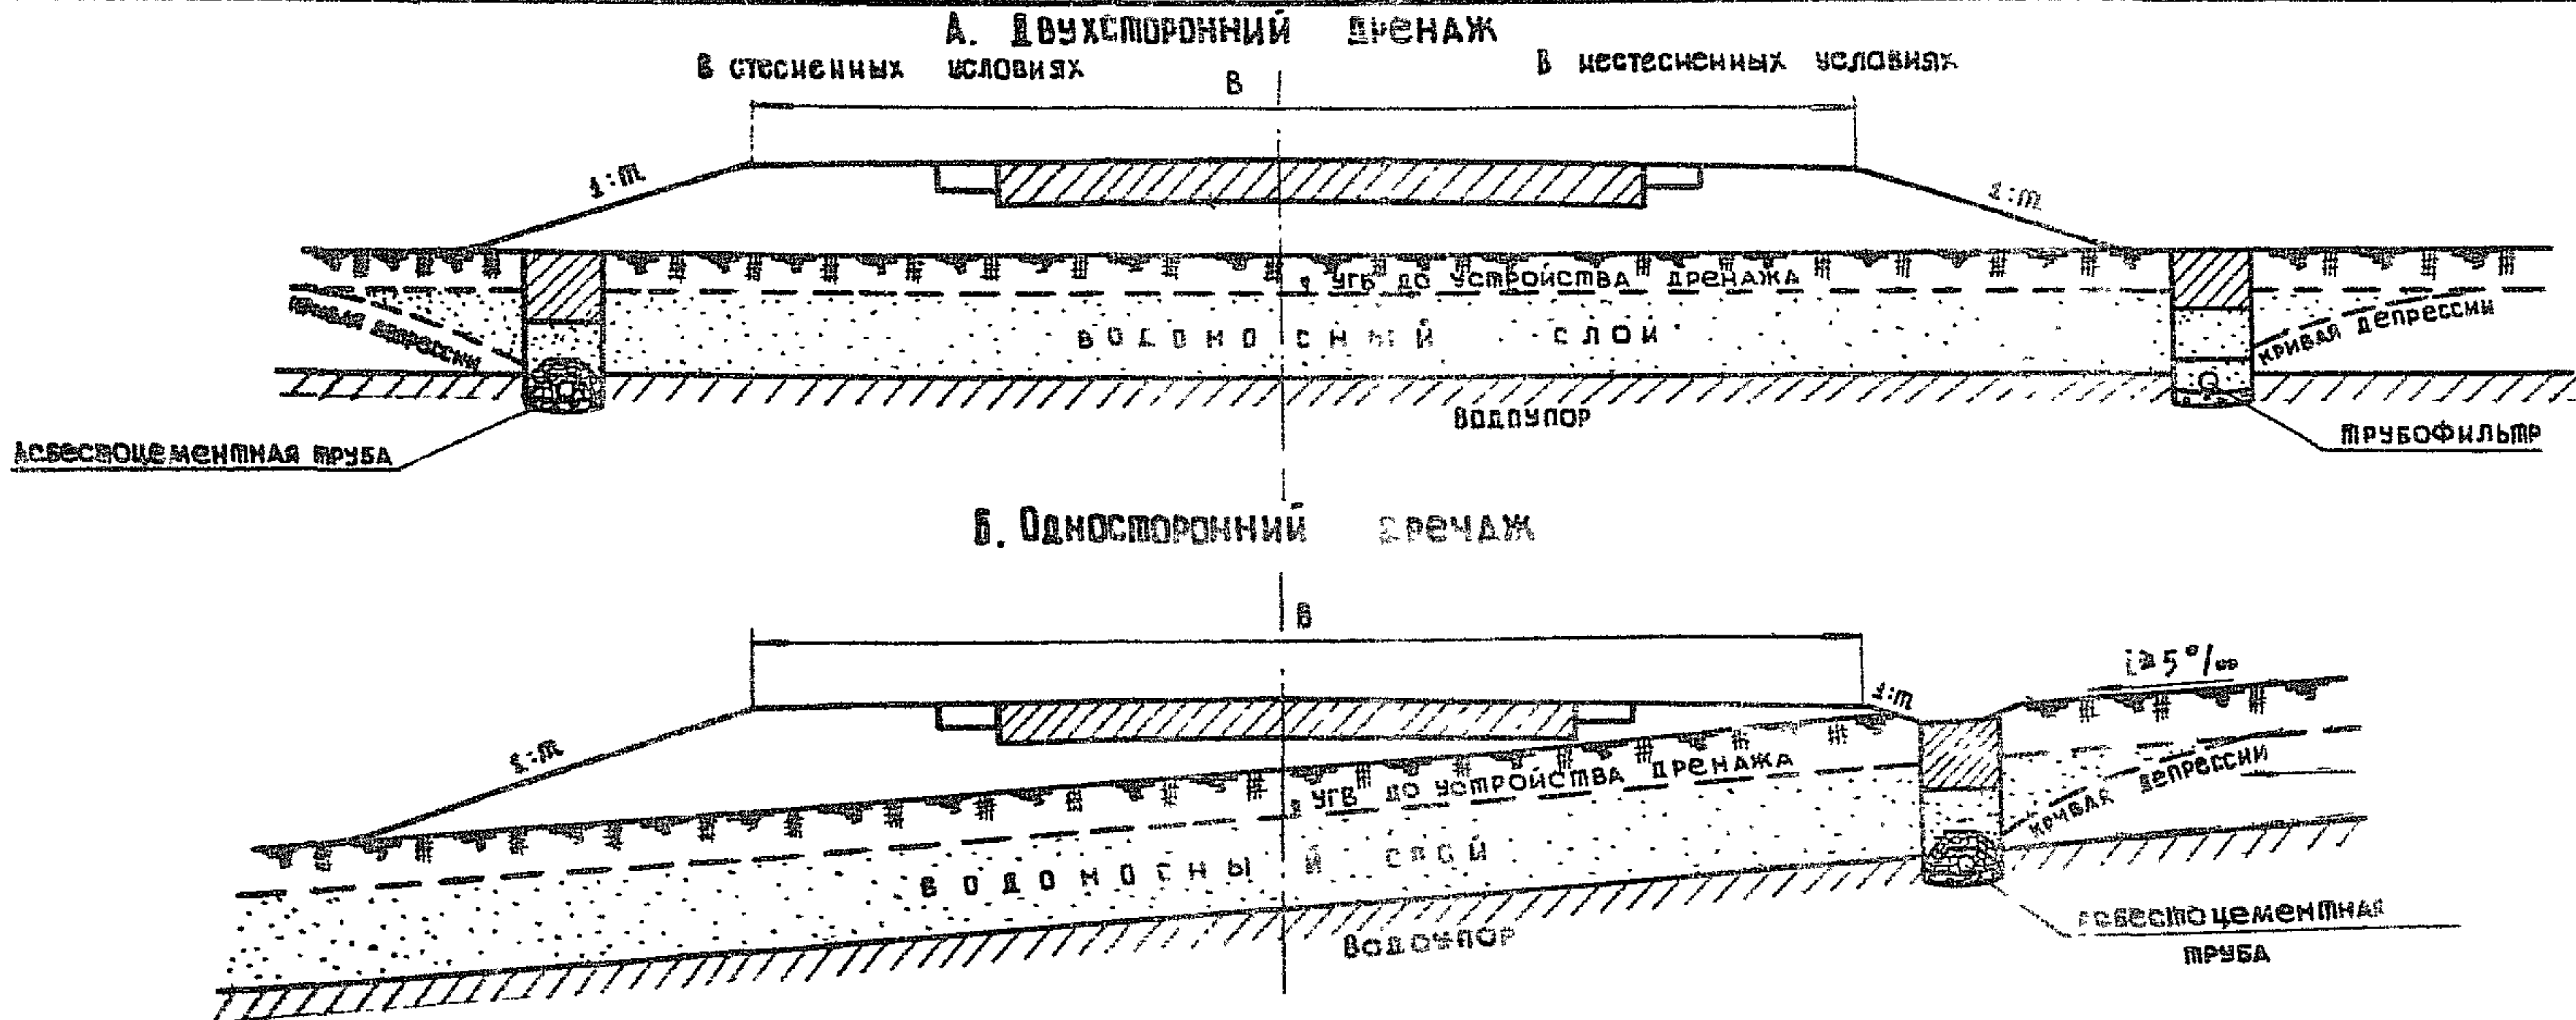 А. Двухсторонний дренаж
В стесненных условиях
В нестесненных условиях
В
1:m
1:m
УГВ до устройства дренажа
кривая депрессии
водоносный слой
кривая депрессии
водоупор
Асбестоцементная труба
трубофильтр
Б. Односторонний дренаж
В
i≥5°/оо
1:m
1:m
УГВ до устройства дренажа
кривая депрессии
водоносный слой
водоупор
Асбестоцементная
труба